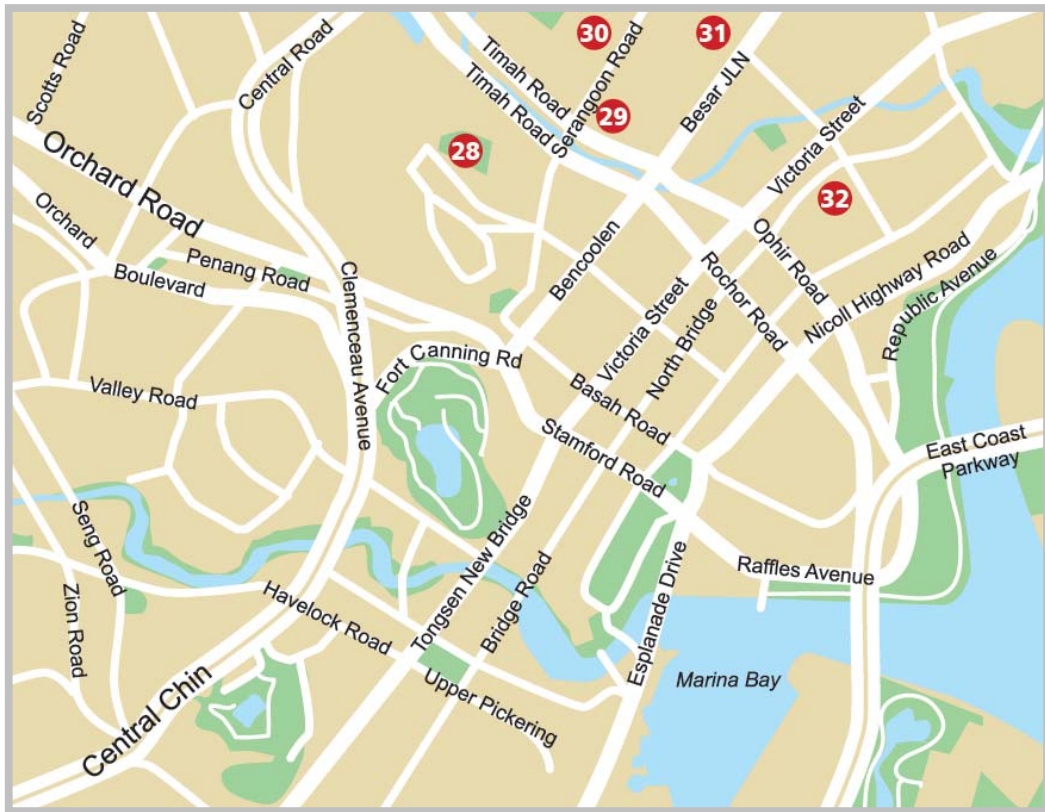 30
31
Scotts Road
Central Road
Timah Road
Timah Road
Serangoon Road
Besar JLN
29
28
Victoria Street
32
Orchard Road
Orchard
Boulevard
Penang Road
Clemenceau Avenue
Bencoolen
Ophir Road
Rochor Road
Nicoll Highway Road
Republic Avenue
Victoria Street
North Bridge
Fort Canning Rd
Valley Road
Basah Road
Stamford Road
East Coast
Parkway
Seng Road
Zion Road
Havelock Road
Tongsen New Bridge
Bridge Road
Esplanade Drive
Raffles Avenue
Marina Bay
Upper Pickering
Central Chin